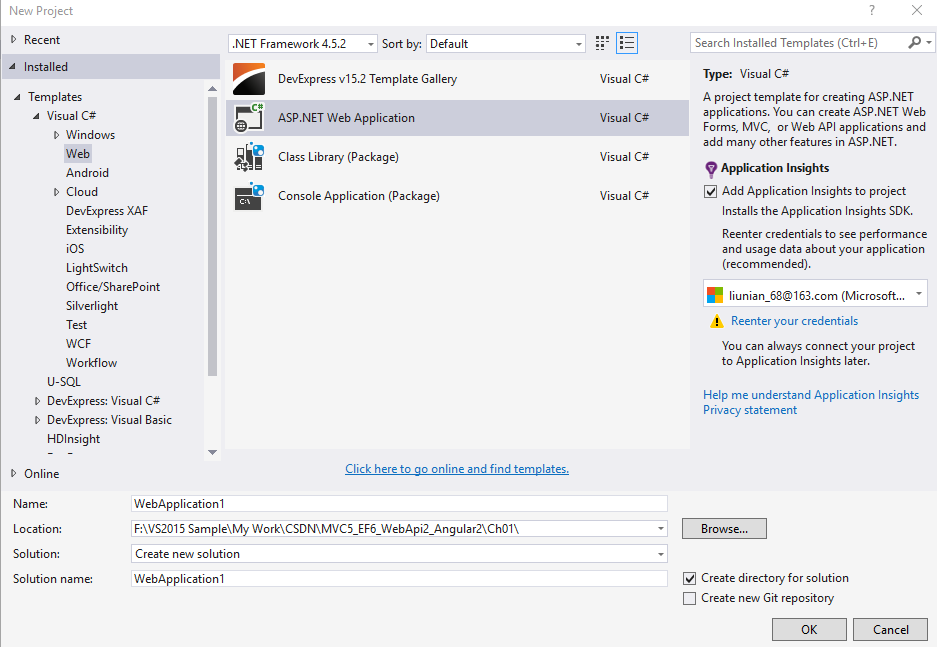 New Project
?
Recent
.NET Framework 4.5.2
Sort by:
Default
Search Installed Templates (Ctrl+E)
Installed
Templates
Visual C#
Windows
Web
Android
Cloud
DevExpress XAF
Extensibility
iOS
LightSwitch
Office/SharePoint
Silverlight
Test
WCF
Workflow
U-SQL
DevExpress: Visual C#
DevExpress: Visual Basic
HDInsight
Online
DevExpress v15.2 Template Gallery Visual C#
C#
ASP.NET Web Application Visual C#
Class Library (Package) Visual C#
C:\
Console Application (Package) Visual C#
Click here to go online and find templates.
Type: Visual C#
A project template for creating ASP.NET
applications. You can create ASP.NET Web
Forms, MVC, or Web API applications and
add many other features in ASP.NET.
Application Insights
Add Application Insights to project
Installs the Application Insights SDK.
Reenter credentials to see performance
and usage data about your application
(recommended).
liunian_68@163.com (Microsoft...
Reenter your credentials
You can always connect your project
to Application Insights later.
Help me understand Application Insights
Privacy statement
Name: WebApplication1
Location: F:\VS2015 Sample\My Work\CSDN\MVC5_EF6_WebApi2_Angular2\Ch01\
Browse...
Solution: Create new solution
Solution name: WebApplication1
Create directory for solution
Create new Git repository
OK
Cancel